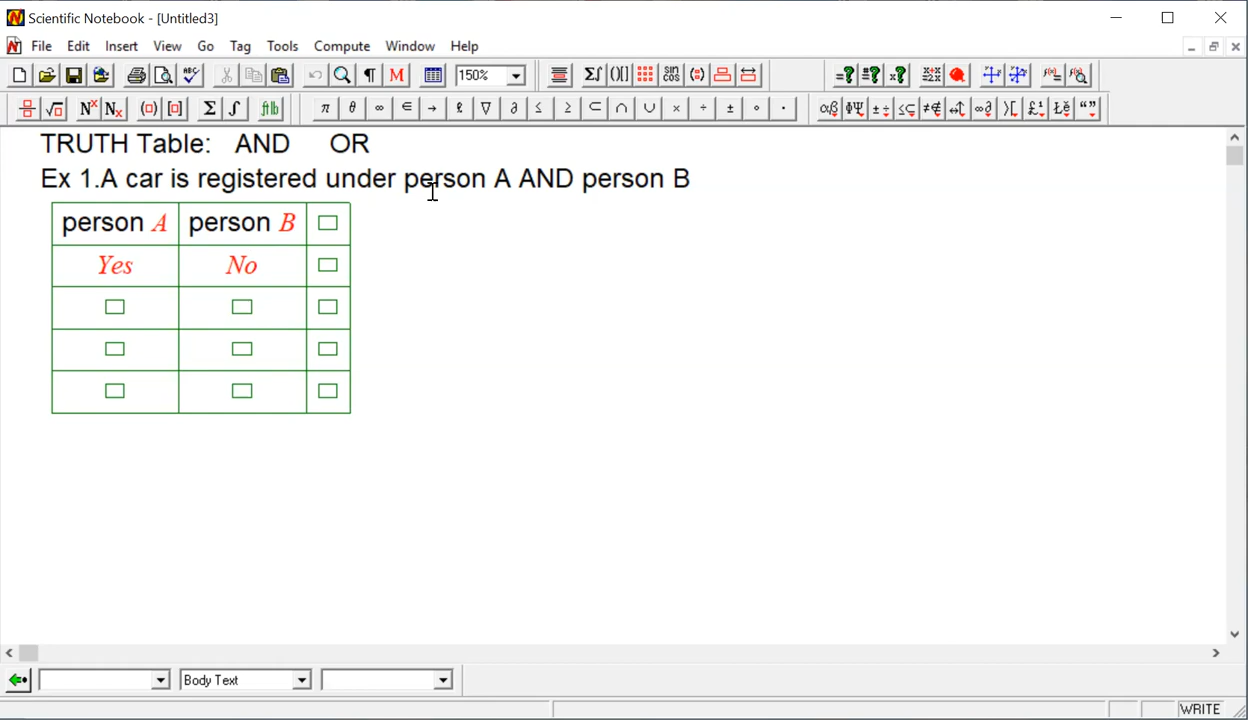 Scientific Notebook - [Untitled3]
File Edit Insert View Go Tag Tools Compute Window Help
150%
TRUTH Table: AND OR
Ex 1.A car is registered under person A AND person B
person A person B
Yes No
Body Text
WRITE